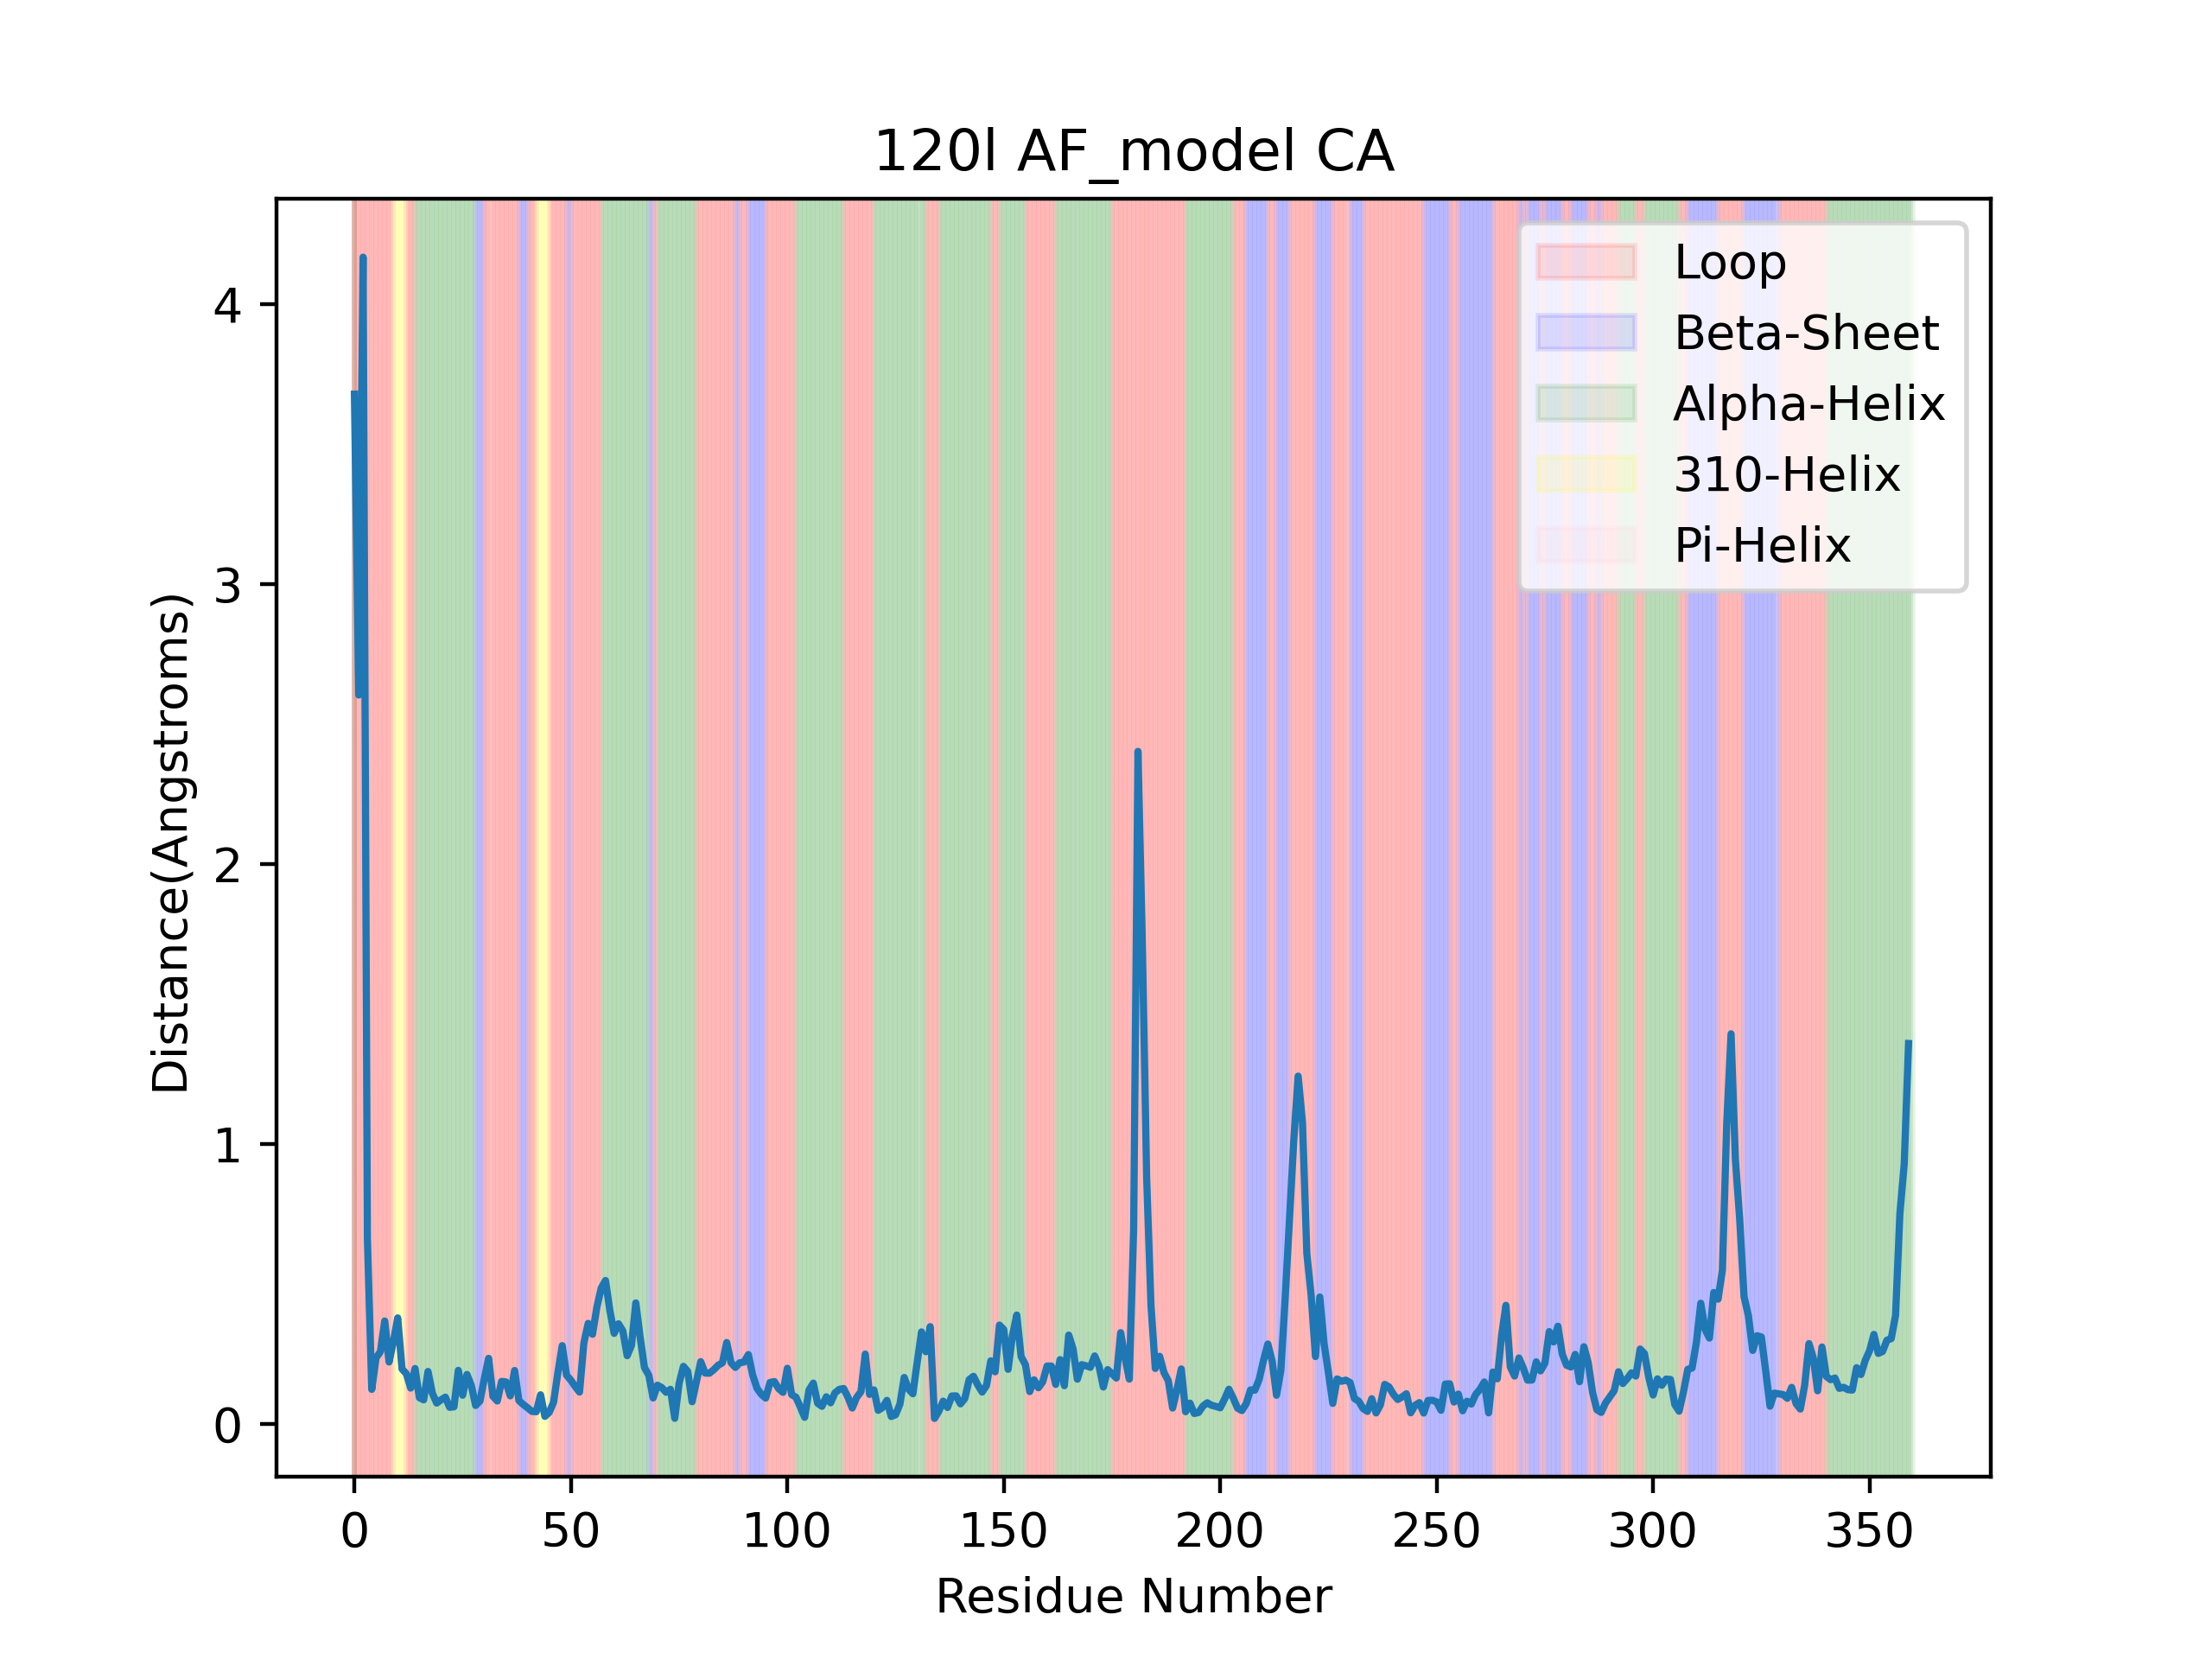 120l AF_model CA
Distance(Angstroms)
4
3
2
1
0
Loop
Beta-Sheet
Alpha-Helix
310-Helix
Pi-Helix
0 50 100 150 200 250 300 350
Residue Number